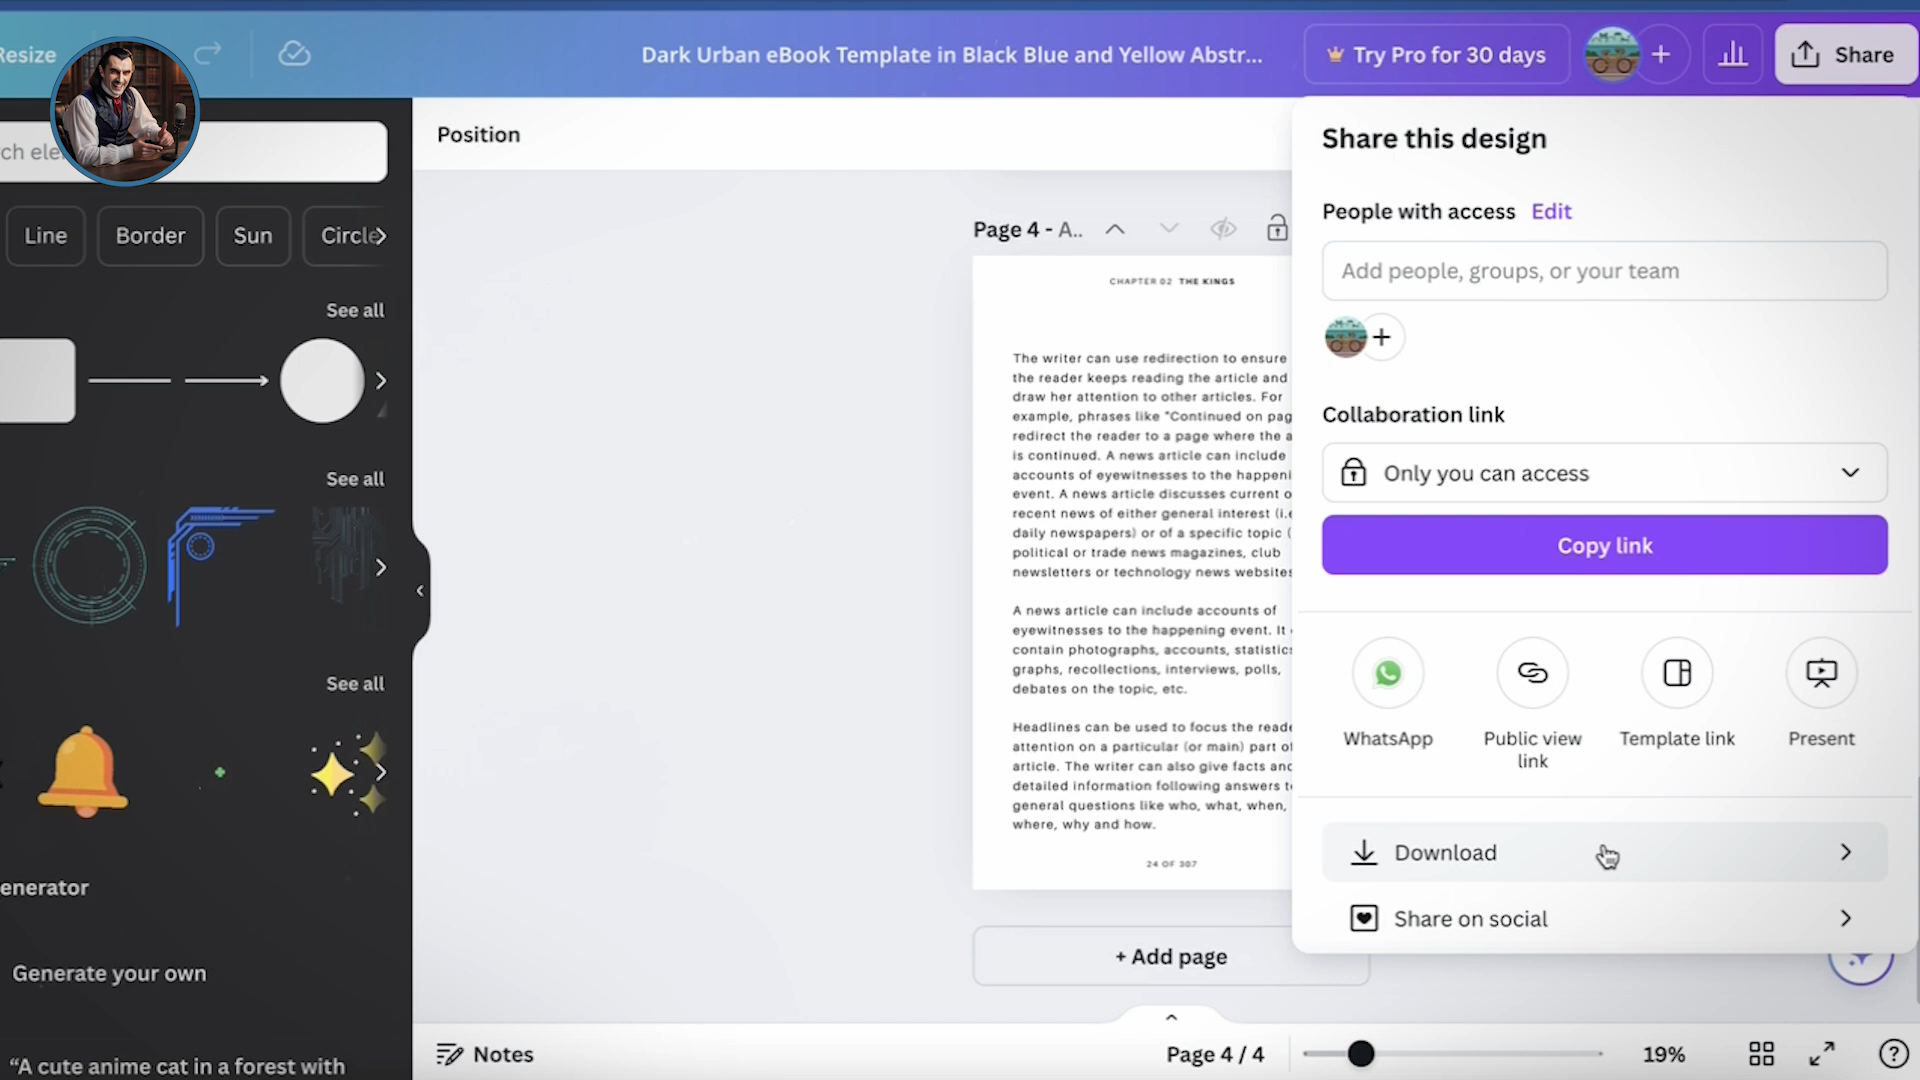 Resize
Dark Urban eBook Template in Black Blue and Yellow Abstr...
Try Pro for 30 days
Share
Line
Border
Sun
Circle
See all
See all
See all
enerator
Generate your own
“A cute anime cat in a forest with
Position
Page 4 - A..
CHAPTER 02 THE KINGS
The writer can use redirection to ensure
the reader keeps reading the article and
draw her attention to other articles. For
example, phrases like "Continued on pag
redirect the reader to a page where the a
is continued. A news article can include
accounts of eyewitnesses to the happeni
event. A news article discusses current o
recent news of either general interest (i.e
daily newspapers) or of a specific topic (
political or trade news magazines, club
newsletters or technology news websites
A news article can include accounts of
eyewitnesses to the happening event. It
contain photographs, accounts, statistics
graphs, recollections, interviews, polls,
debates on the topic, etc.
Headlines can be used to focus the reade
attention on a particular (or main) part of
article. The writer can also give facts and
detailed information following answers t
general questions like who, what, when,
where, why and how.
24 OF 307
+ Add page
Share this design
People with access Edit
Add people, groups, or your team
Collaboration link
Only you can access
Copy link
WhatsApp
Public view
link
Template link
Present
Download
Share on social
Notes
Page 4 / 4
19%